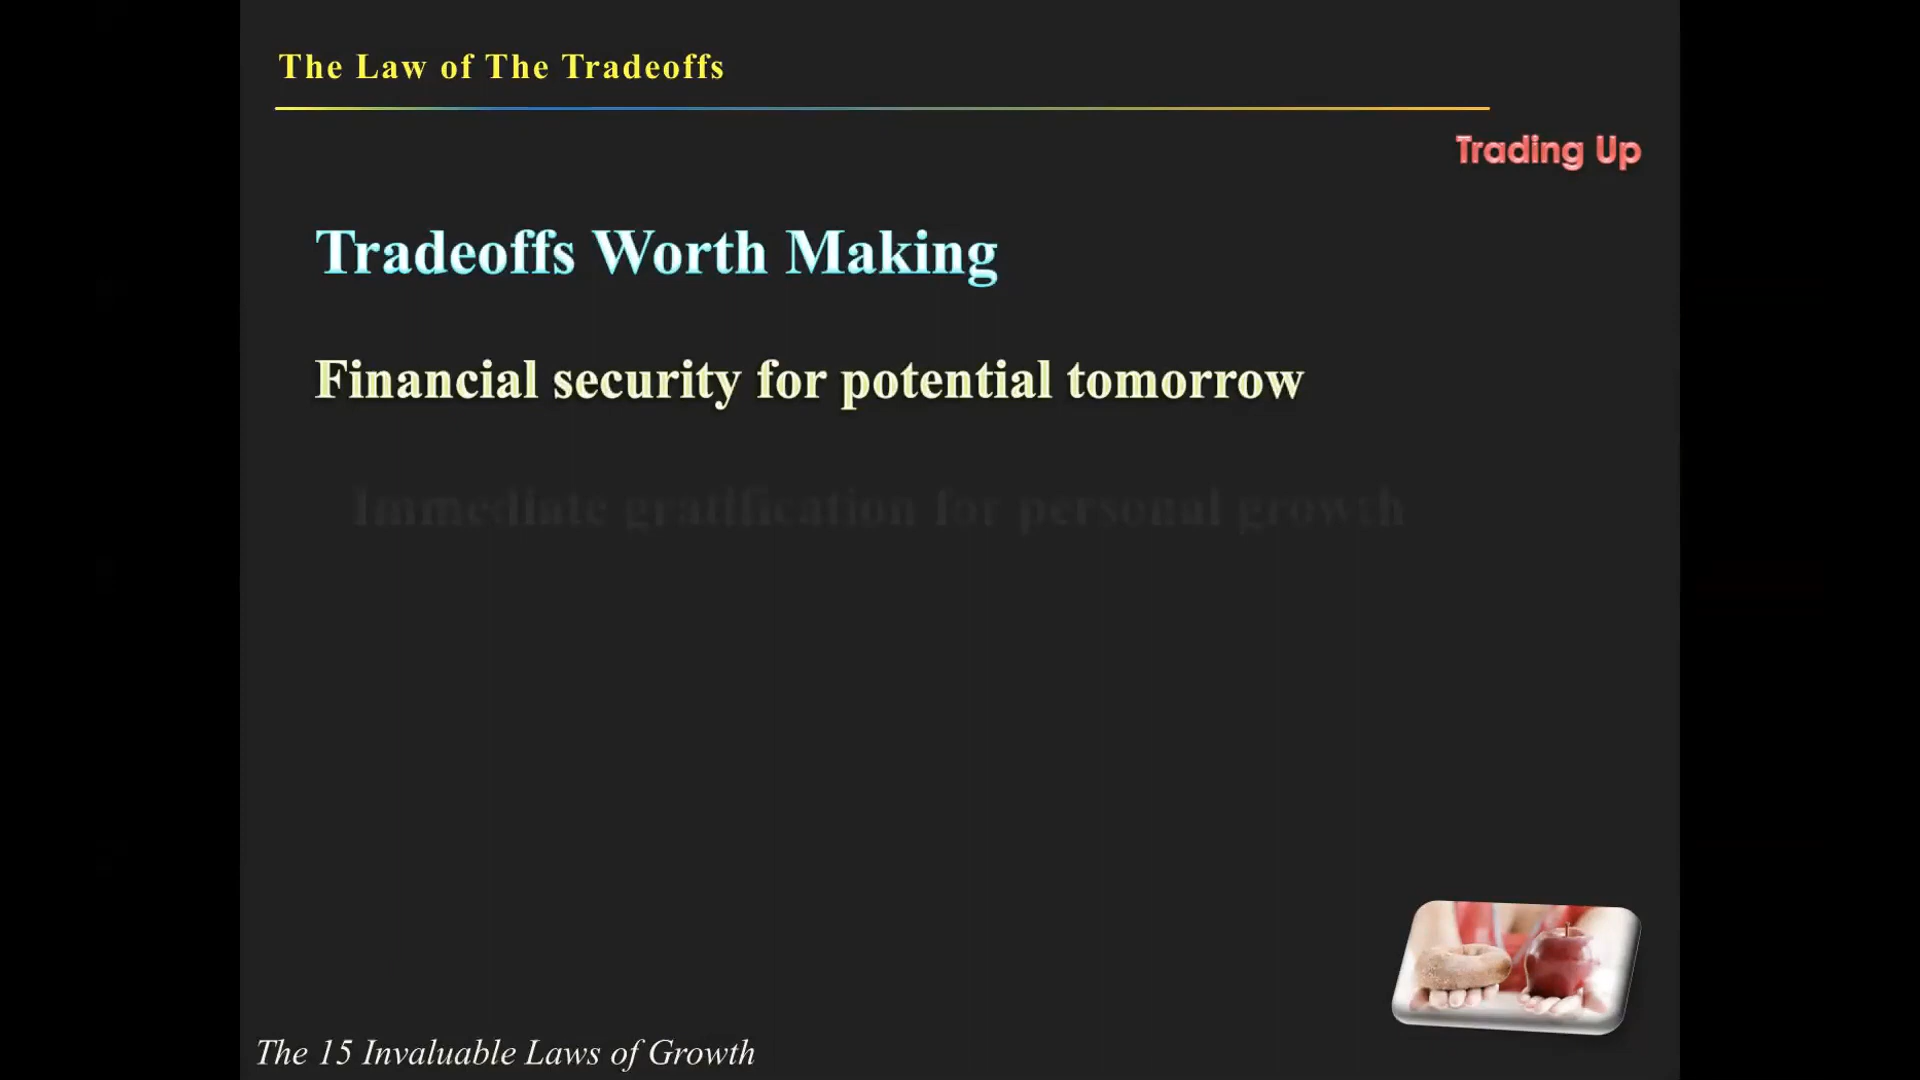 The Law of The Tradeoffs
Trading Up
Tradeoffs Worth Making
Financial security for potential tomorrow
Immediate gratification for personal growth
The 15 Invaluable Laws of Growth